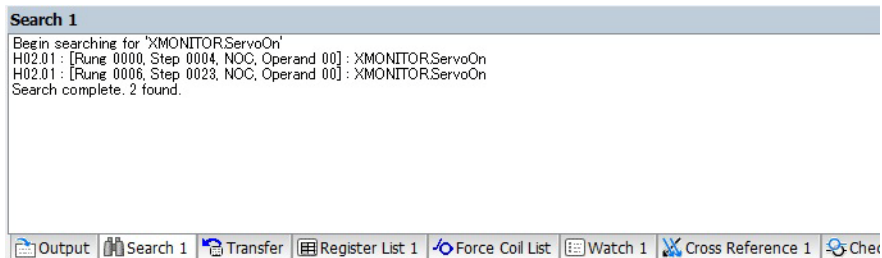 Search 1
Begin searching for 'XMONITOR.ServoOn'
H02.01 : [Rung 0000, Step 0004, NOC, Operand 00] : XMONITOR.ServoOn
H02.01 : [Rung 0006, Step 0023, NOC, Operand 00] : XMONITOR.ServoOn
Search complete. 2 found.
Output Search 1 Transfer Register List 1 Force Coil List Watch 1 Cross Reference 1 Chec